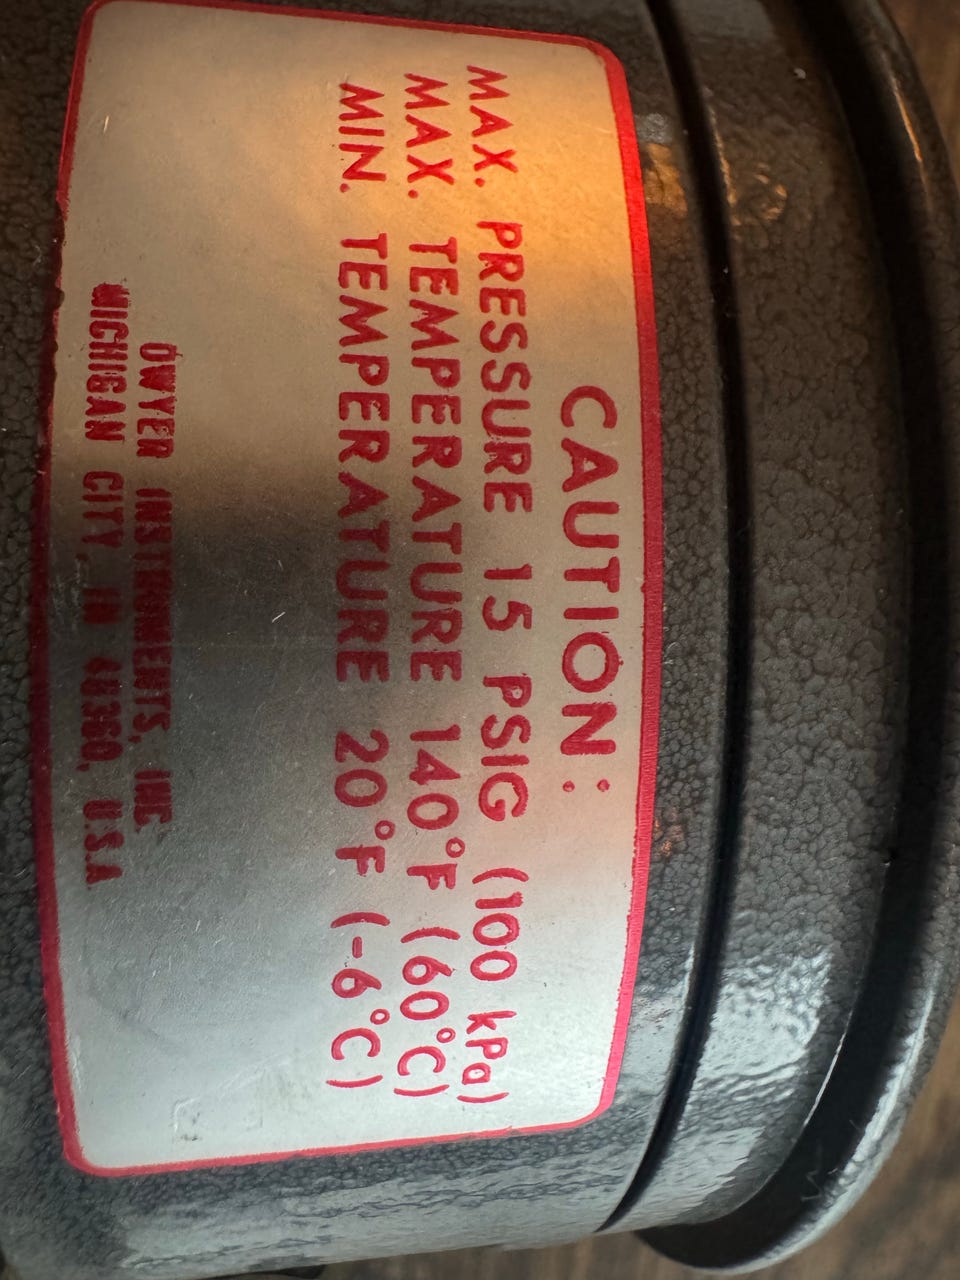 CAUTION:
MAX. PRESSURE 15 PSIG (100 kPa)
MAX. TEMPERATURE 140°F (60°C)
MIN. TEMPERATURE 20°F (-6°C)
DWYER INSTRUMENTS, INC.
MICHIGAN CITY, IN 46360, U.S.A